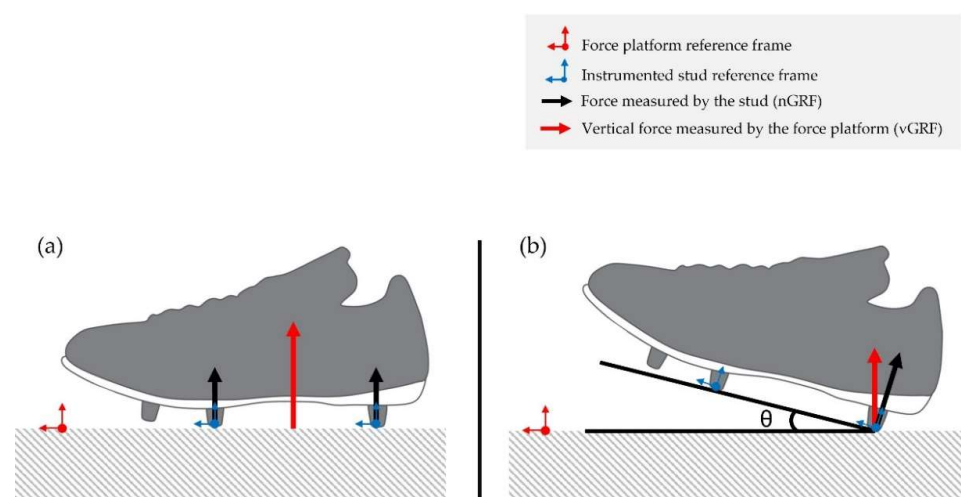 Force platform reference frame
Instrumented stud reference frame
Force measured by the stud (nGRF)
Vertical force measured by the force platform (vGRF)
(a)
(b)
θ